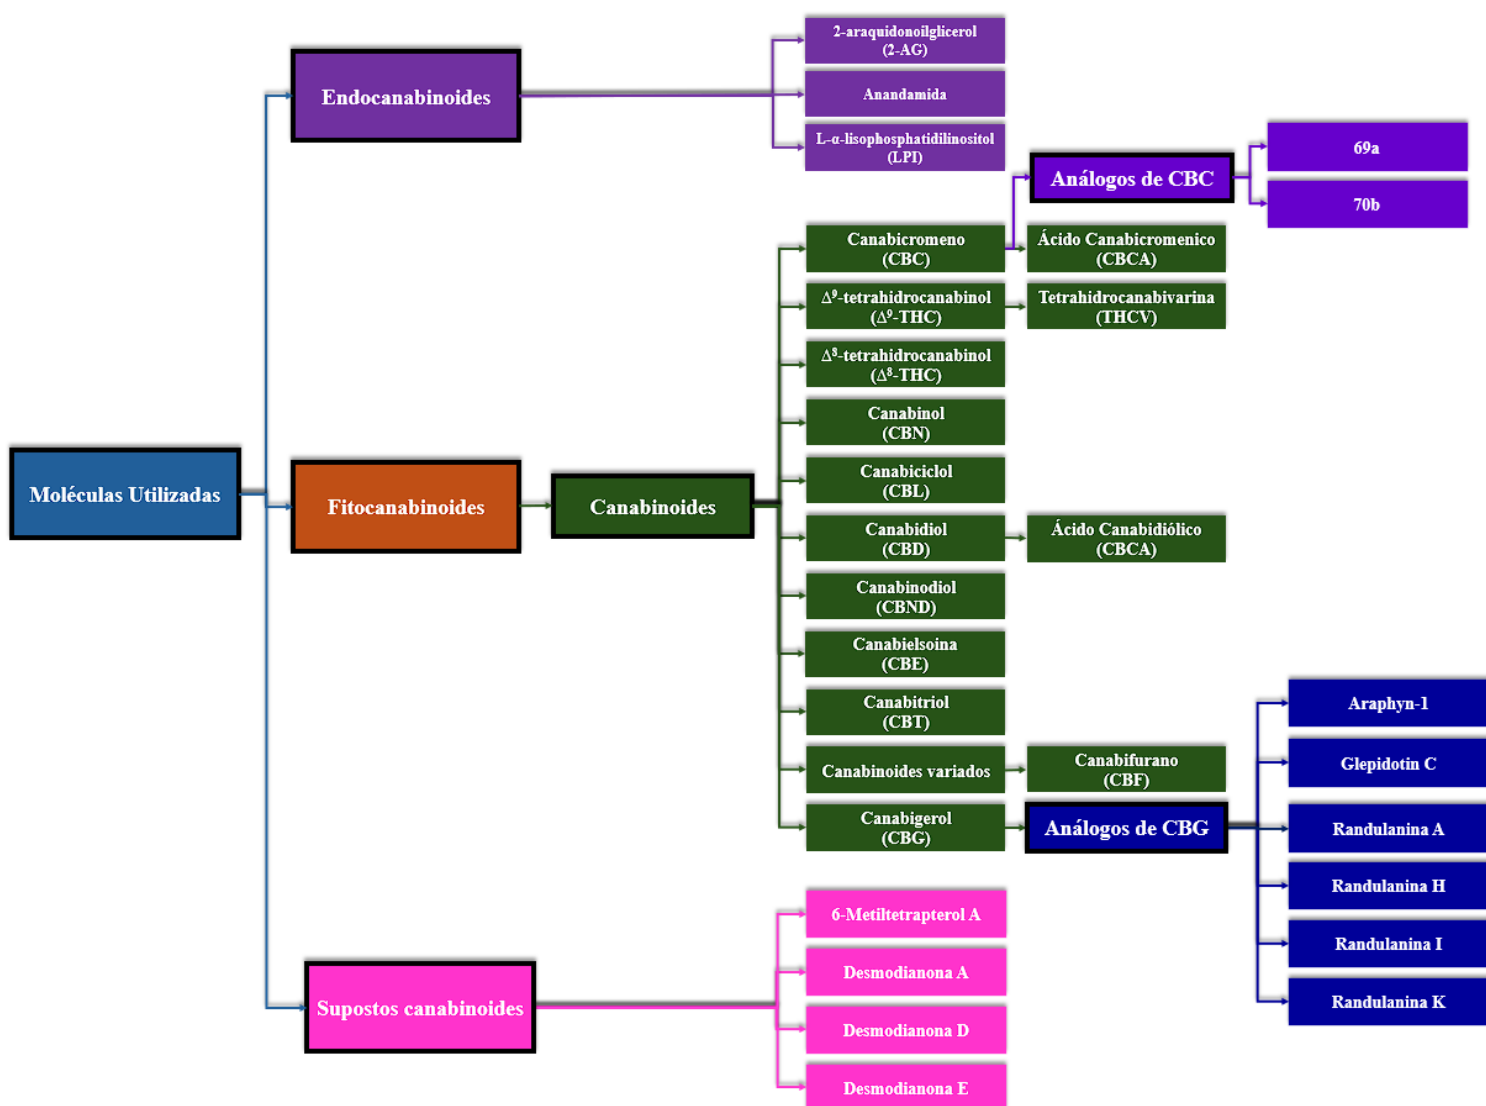 Moléculas Utilizadas
Endocanabinoides
2-araquidonoilglicerol
(2-AG)
Anandamida
L-α-lisophosphatidilinositol
(LPI)
Fitocanabinoides
Canabinoides
Canabicromeno
(CBC)
Análogos de CBC
69a
70b
Ácido Canabicromenico
(CBCA)
Δ⁹-tetrahidrocanabinol
(Δ⁹-THC)
Tetrahidrocanabivarina
(THCV)
Δ⁸-tetrahidrocanabinol
(Δ⁸-THC)
Canabinol
(CBN)
Canabiciclol
(CBL)
Canabidiol
(CBD)
Ácido Canabidiólico
(CBCA)
Canabinodiol
(CBND)
Canabielsoina
(CBE)
Canabitriol
(CBT)
Canabinoides variados
Canabifurano
(CBF)
Canabigerol
(CBG)
Análogos de CBG
Araphyn-1
Glepidotin C
Randulanina A
Randulanina H
Randulanina I
Randulanina K
Supostos canabinoides
6-Metiltetrapterol A
Desmodianona A
Desmodianona D
Desmodianona E